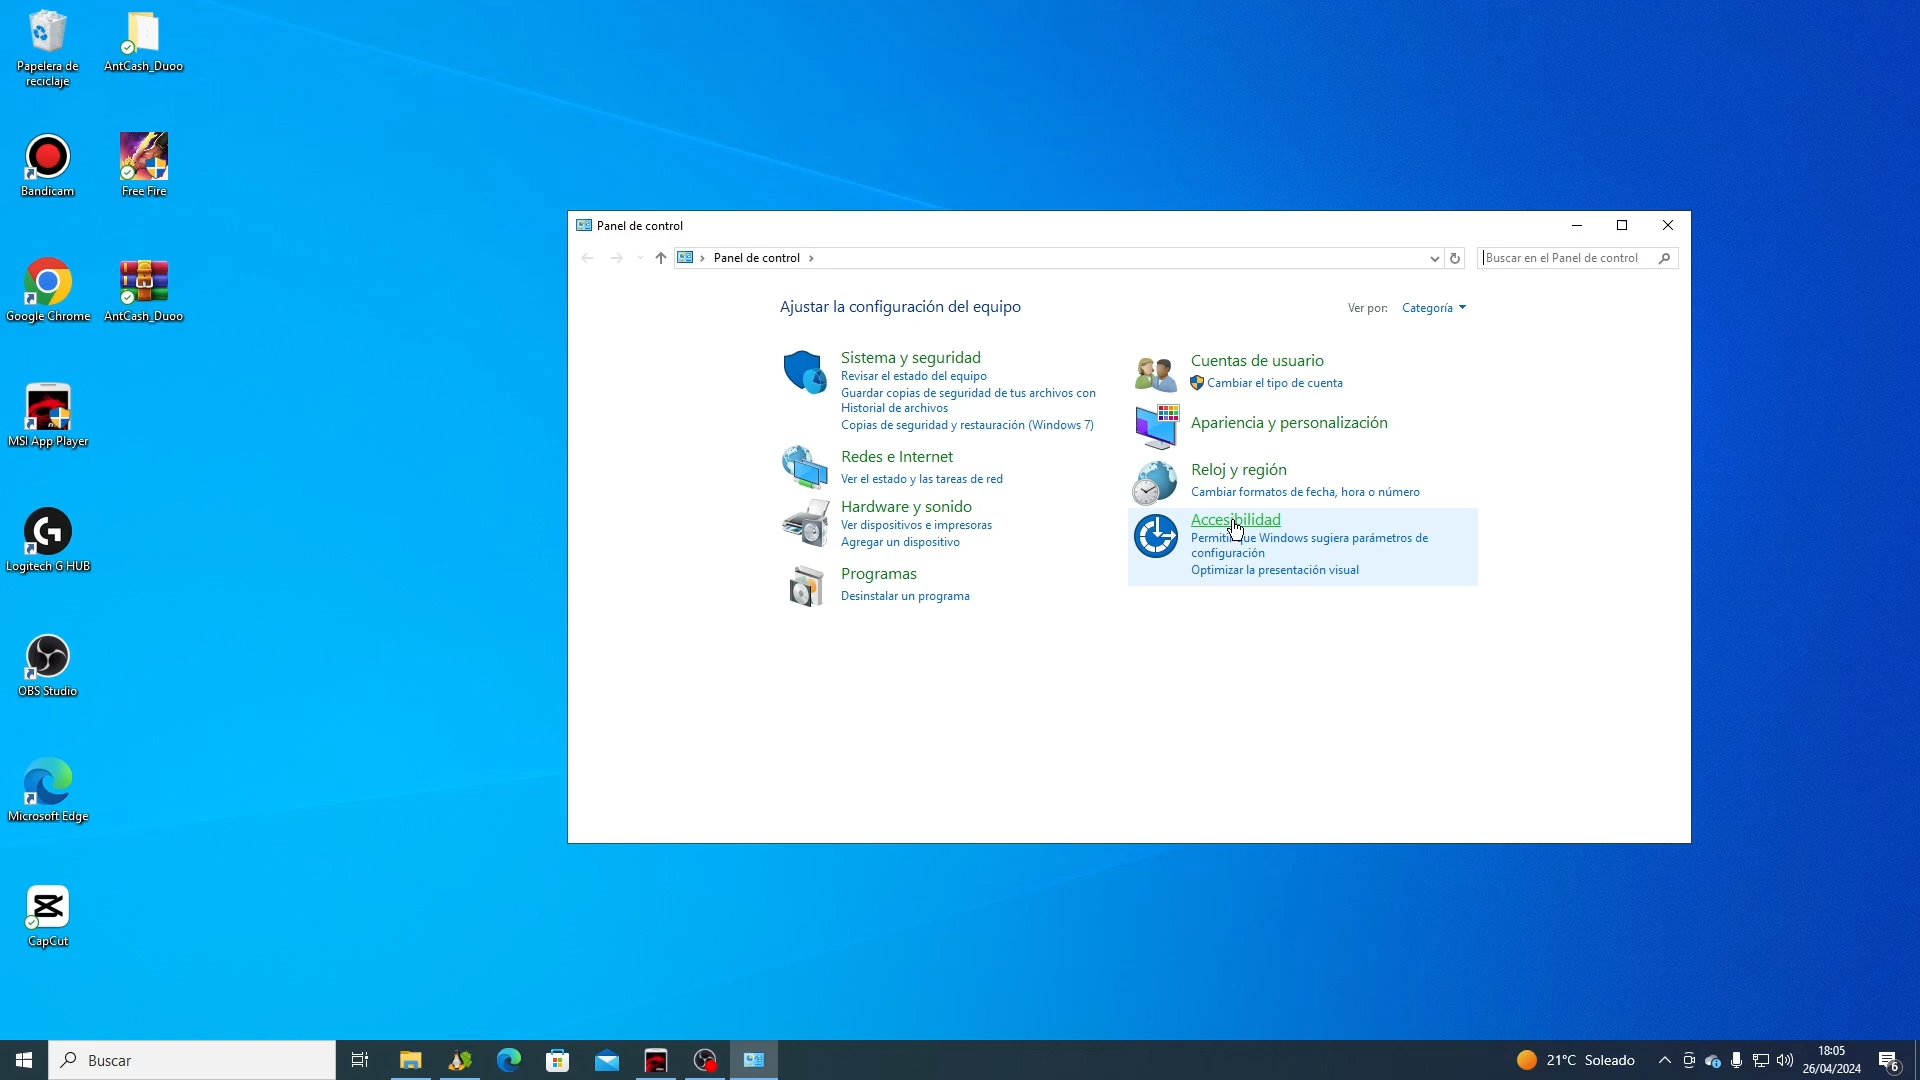 Papelera de
reciclaje
AntCash_Duoo
Bandicam
Free Fire
Google Chrome
AntCash_Duoo
MSI App Player
Logitech G HUB
OBS Studio
Microsoft Edge
CapCut
Panel de control
Panel de control
Buscar en el Panel de control
Ajustar la configuración del equipo
Ver por:
Categoría
Sistema y seguridad
Revisar el estado del equipo
Guardar copias de seguridad de tus archivos con
Historial de archivos
Copias de seguridad y restauración (Windows 7)
Redes e Internet
Ver el estado y las tareas de red
Hardware y sonido
Ver dispositivos e impresoras
Agregar un dispositivo
Programas
Desinstalar un programa
Cuentas de usuario
Cambiar el tipo de cuenta
Apariencia y personalización
Reloj y región
Cambiar formatos de fecha, hora o número
Accesibilidad
Permitir que Windows sugiera parámetros de
configuración
Optimizar la presentación visual
Buscar
21°C Soleado
18:05
26/04/2024
6